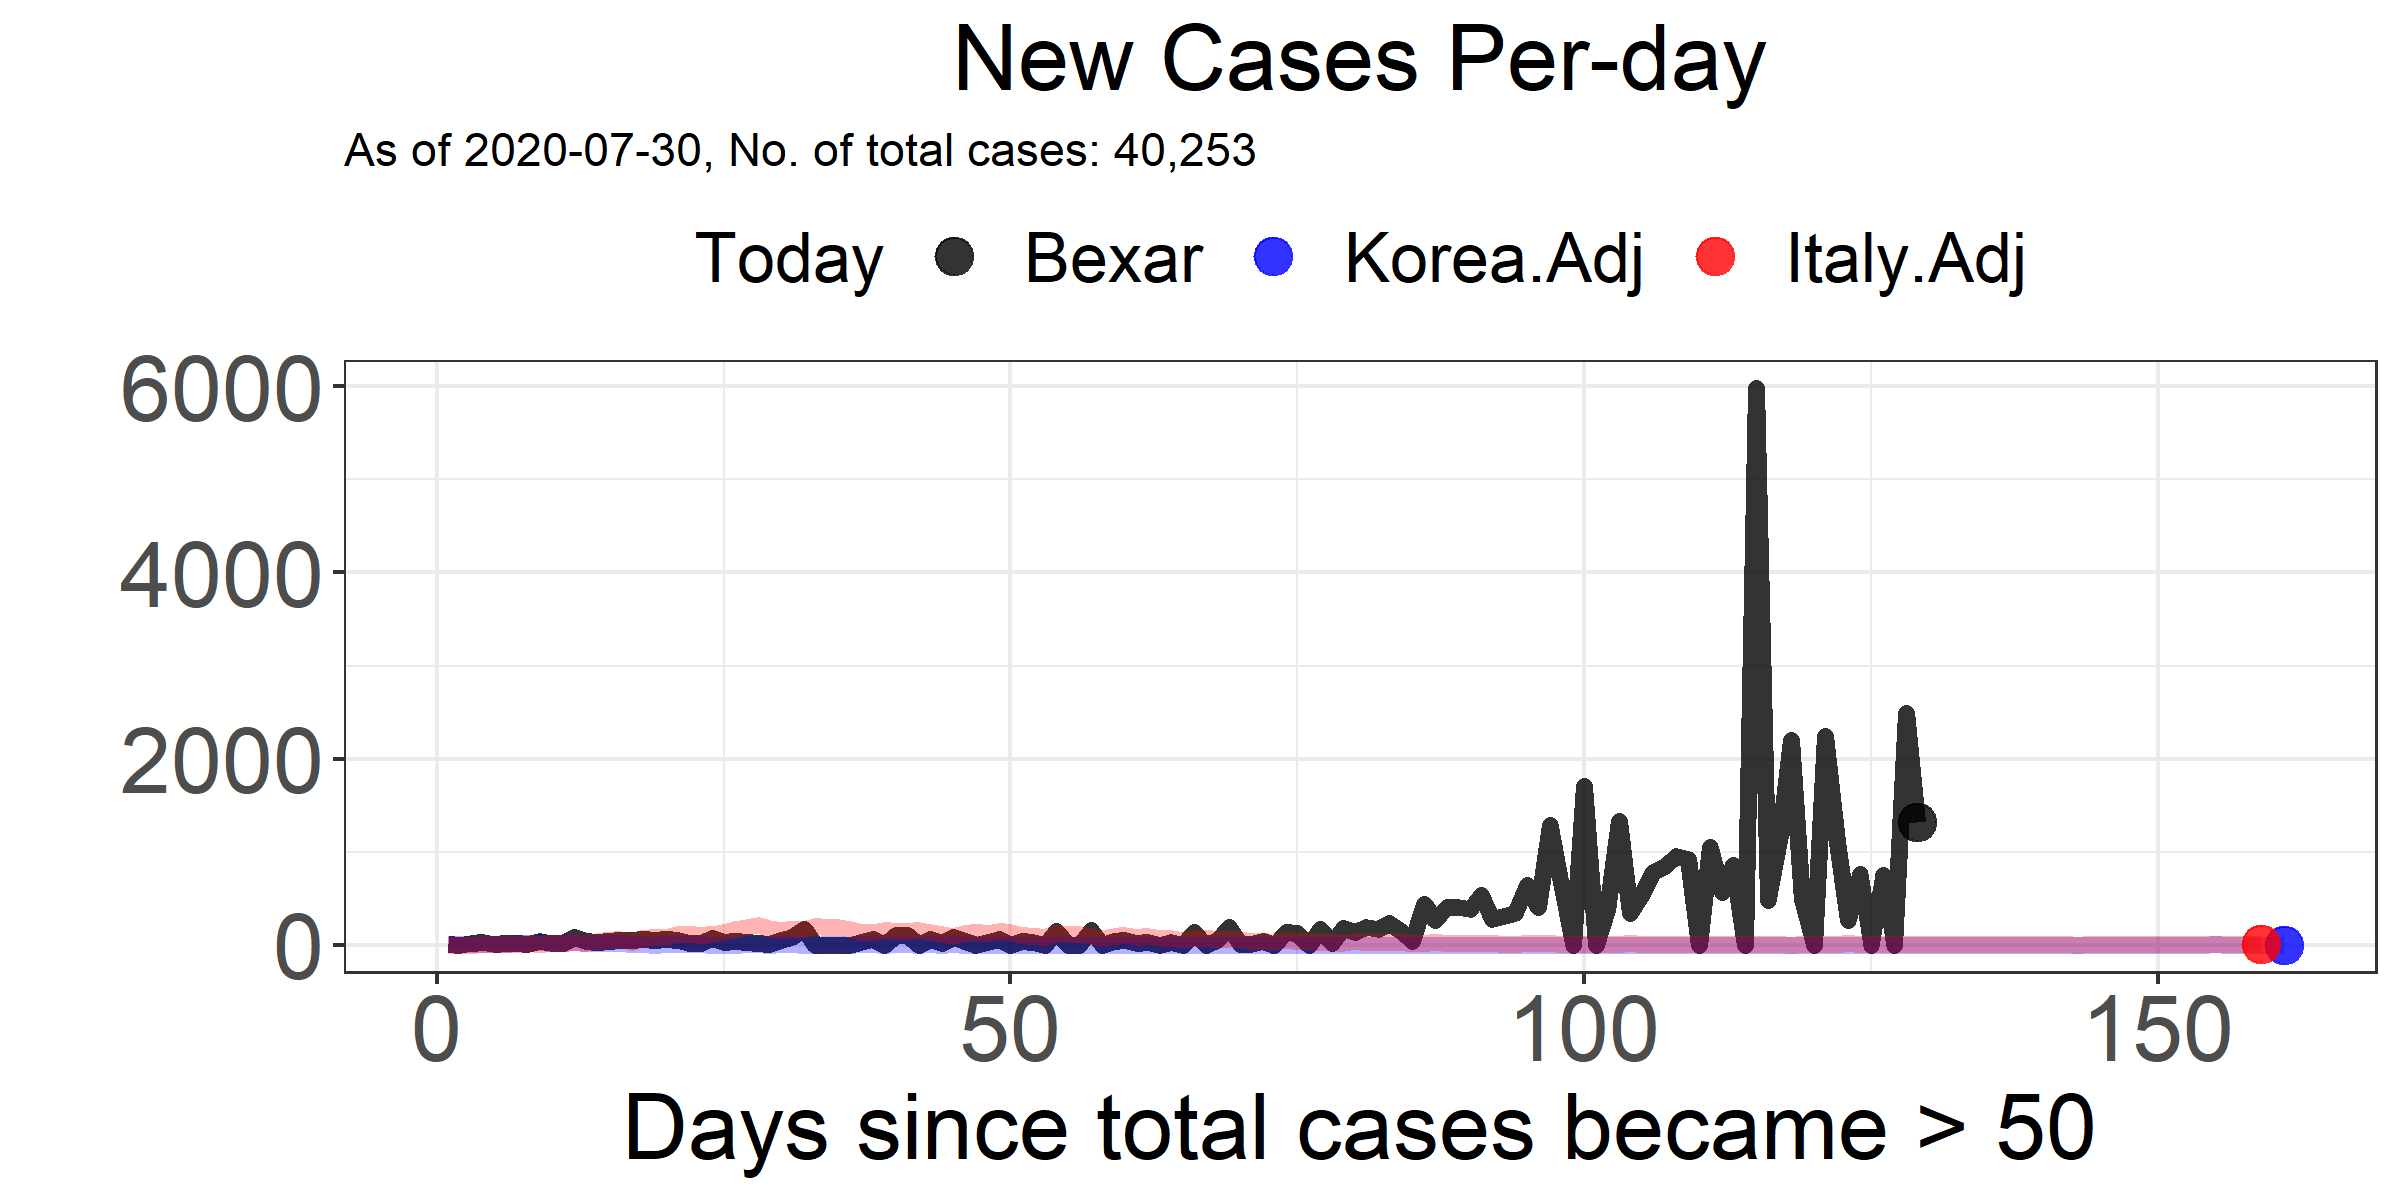 New Cases Per-day
As of 2020-07-30, No. of total cases: 40,253
Today Bexar Korea.Adj Italy.Adj
6000
4000
2000
0
0 50 100 150
Days since total cases became > 50